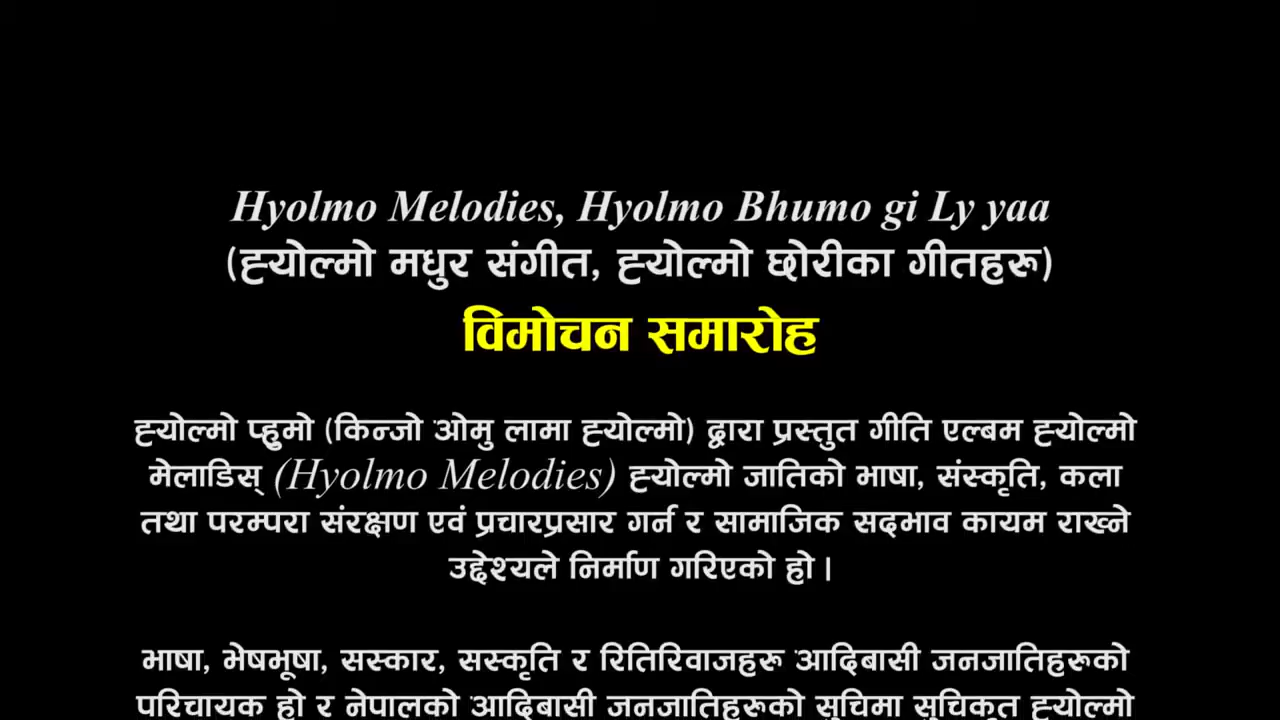 Hyolmo Melodies, Hyolmo Bhumo gi Ly yaa
(ह्योल्मो मधुर संगीत, ह्योल्मो छोरीका गीतहरू)
विमोचन समारोह
ह्योल्मो प्हुमो (किन्जो ओमु लामा ह्योल्मो) द्वारा प्रस्तुत गीति एल्बम ह्योल्मो
मेलाडिस् (Hyolmo Melodies) ह्योल्मो जातिको भाषा, संस्कृति, कला
तथा परम्परा संरक्षण एवं प्रचारप्रसार गर्न र सामाजिक सद्भाव कायम राख्ने
उद्देश्यले निर्माण गरिएको हो ।
भाषा, भेषभूषा, सस्कार, सस्कृति र रितिरिवाजहरू आदिबासी जनजातिहरूको
परिचायक हो र नेपालको आदिबासी जनजातिहरूको सुचिमा सुचिकृत ह्योल्मो